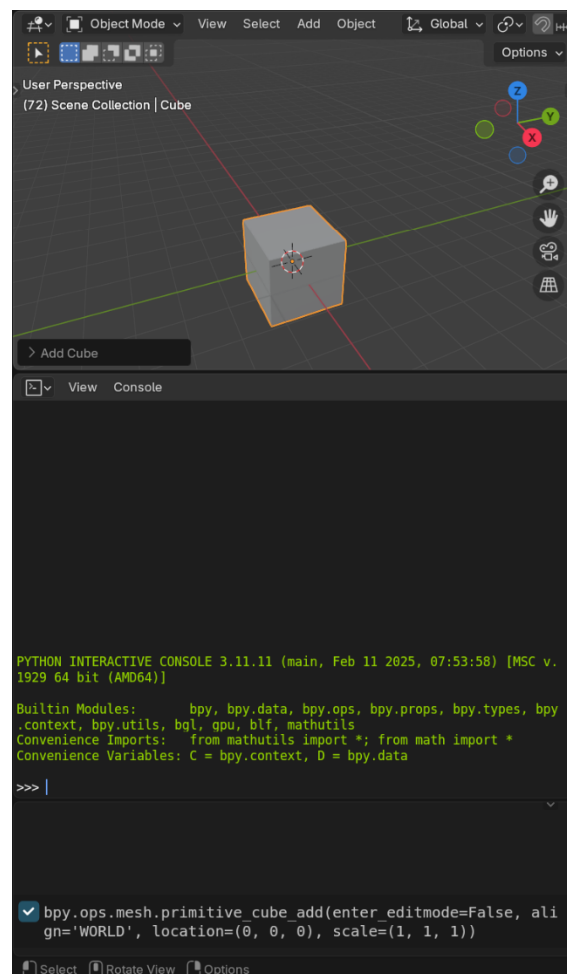 Object Mode View Select Add Object Global
Options
User Perspective
(72) Scene Collection | Cube
Z
Y
X
> Add Cube
View Console
PYTHON INTERACTIVE CONSOLE 3.11.11 (main, Feb 11 2025, 07:53:58) [MSC v.
1929 64 bit (AMD64)]
Builtin Modules:       bpy, bpy.data, bpy.ops, bpy.props, bpy.types, bpy
.context, bpy.utils, bgl, gpu, blf, mathutils
Convenience Imports:   from mathutils import *; from math import *
Convenience Variables: C = bpy.context, D = bpy.data
>>>
bpy.ops.mesh.primitive_cube_add(enter_editmode=False, ali
gn='WORLD', location=(0, 0, 0), scale=(1, 1, 1))
Select Rotate View Options